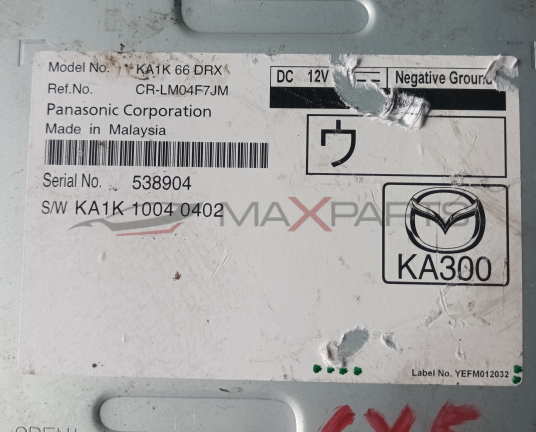 Model No. KA1K 66 DRX
Ref.No. CR-LM04F7JM
Panasonic Corporation
Made in Malaysia
Serial No. 538904
S/W KA1K 1004 0402
DC 12V Negative Ground
ウ
KA300
MAXPARTS
Label No. YEFM012032
CX5